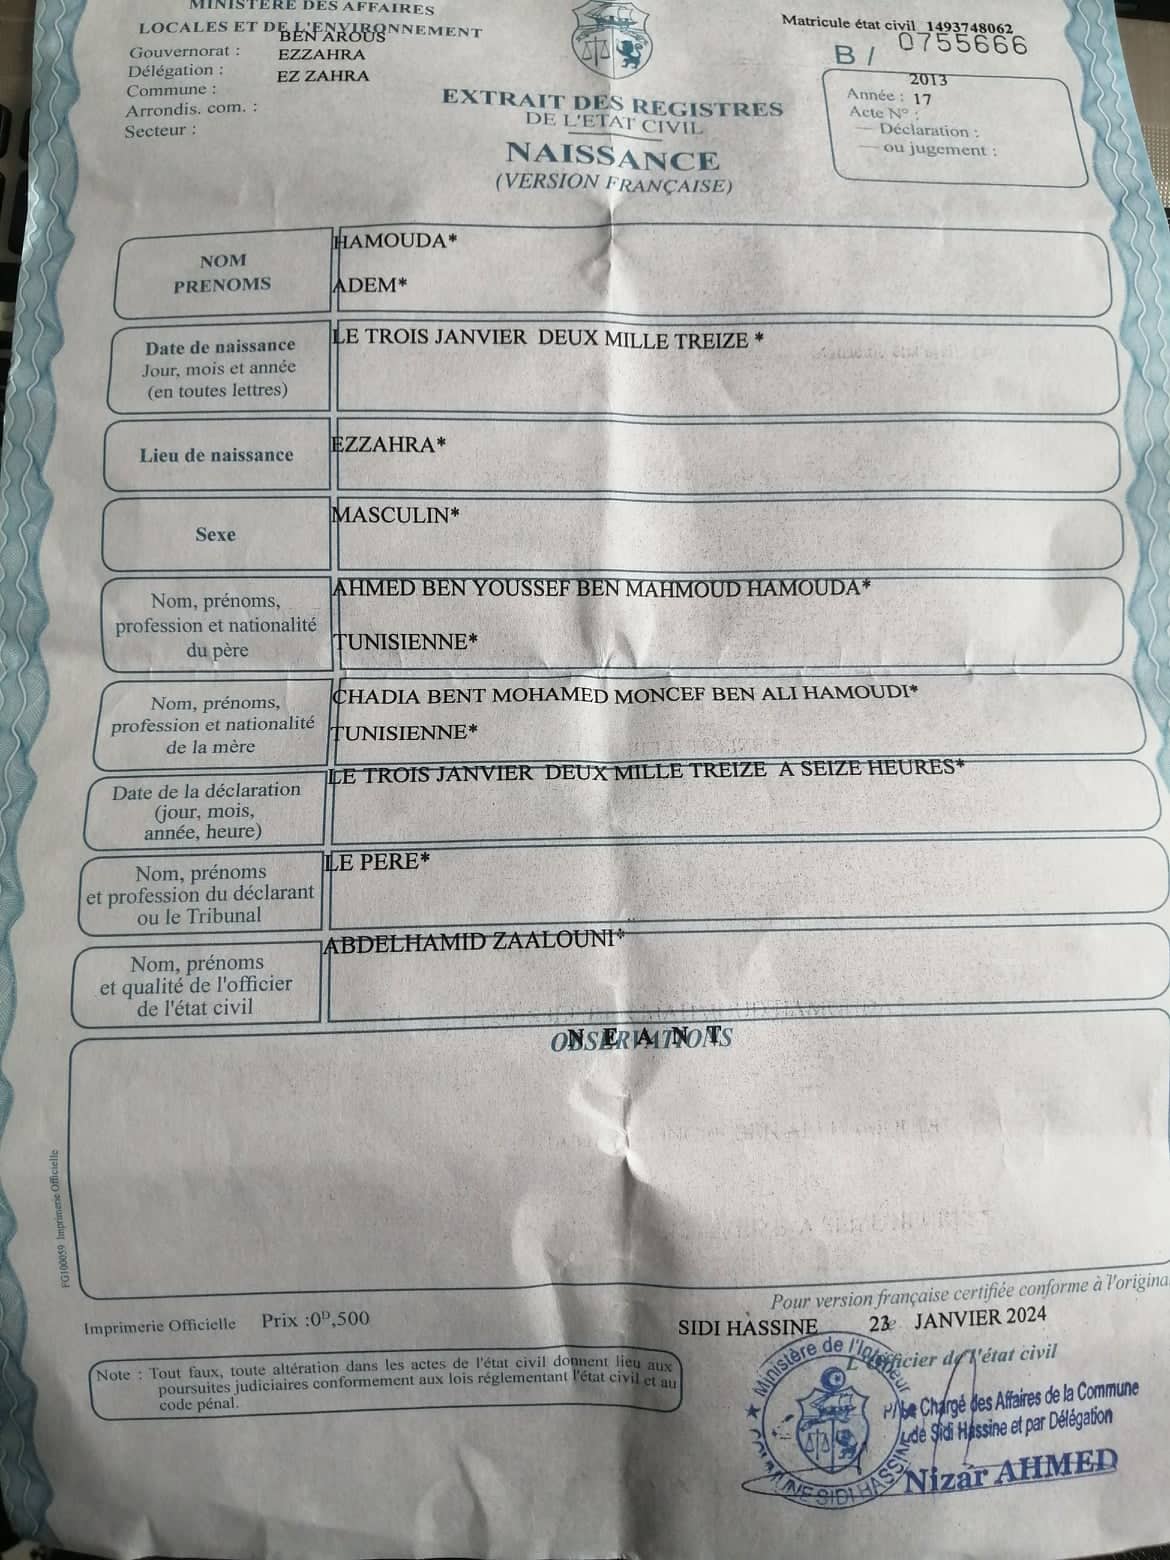 MINISTERE DES AFFAIRES
LOCALES ET DE L'ENVIRONNEMENT
Gouvernorat : BEN AROUS
Délégation : EZZAHRA
Commune : EZ ZAHRA
Arrondis. com. :
Secteur :
Matricule état civil 1493748062
B / 0755666
2013
Année : 17
Acte N° :
— Déclaration :
— ou jugement :
EXTRAIT DES REGISTRES
DE L'ETAT CIVIL
NAISSANCE
(VERSION FRANÇAISE)
NOM
PRENOMS
HAMOUDA*
ADEM*
Date de naissance
Jour, mois et année
(en toutes lettres)
LE TROIS JANVIER DEUX MILLE TREIZE *
Lieu de naissance
EZZAHRA*
Sexe
MASCULIN*
Nom, prénoms,
profession et nationalité
du père
AHMED BEN YOUSSEF BEN MAHMOUD HAMOUDA*
TUNISIENNE*
Nom, prénoms,
profession et nationalité
de la mère
CHADIA BENT MOHAMED MONCEF BEN ALI HAMOUDI*
TUNISIENNE*
Date de la déclaration
(jour, mois,
année, heure)
LE TROIS JANVIER DEUX MILLE TREIZE A SEIZE HEURES*
Nom, prénoms
et profession du déclarant
ou le Tribunal
LE PERE*
Nom, prénoms
et qualité de l'officier
de l'état civil
ABDELHAMID ZAALOUNI*
OBSERVATIONS
N E A N T
FG100059 Imprimerie Officielle
Imprimerie Officielle Prix :0ᴰ,500
Pour version française certifiée conforme à l'origina
SIDI HASSINE 23 JANVIER 2024
L'Officier de l'état civil
Note : Tout faux, toute altération dans les actes de l'état civil donnent lieu aux
poursuites judiciaires conformement aux lois réglementant l'état civil et au
code pénal.
Ministère de l'Intérieur
COMMUNE SIDI HASSINE
P/ Le Chargé des Affaires de la Commune
de Sidi Hassine et par Délégation
Nizar AHMED